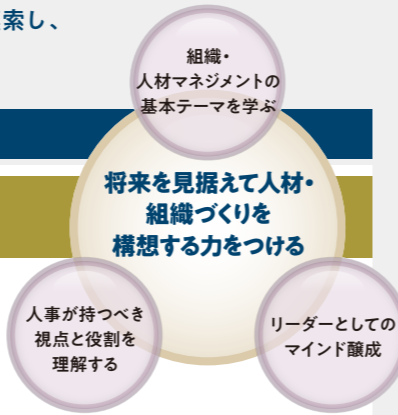 索し、
組織・
人材マネジメントの
基本テーマを学ぶ
将来を見据えて人材・
組織づくりを
構想する力をつける
人事が持つべき
視点と役割を
理解する
リーダーとしての
マインド醸成